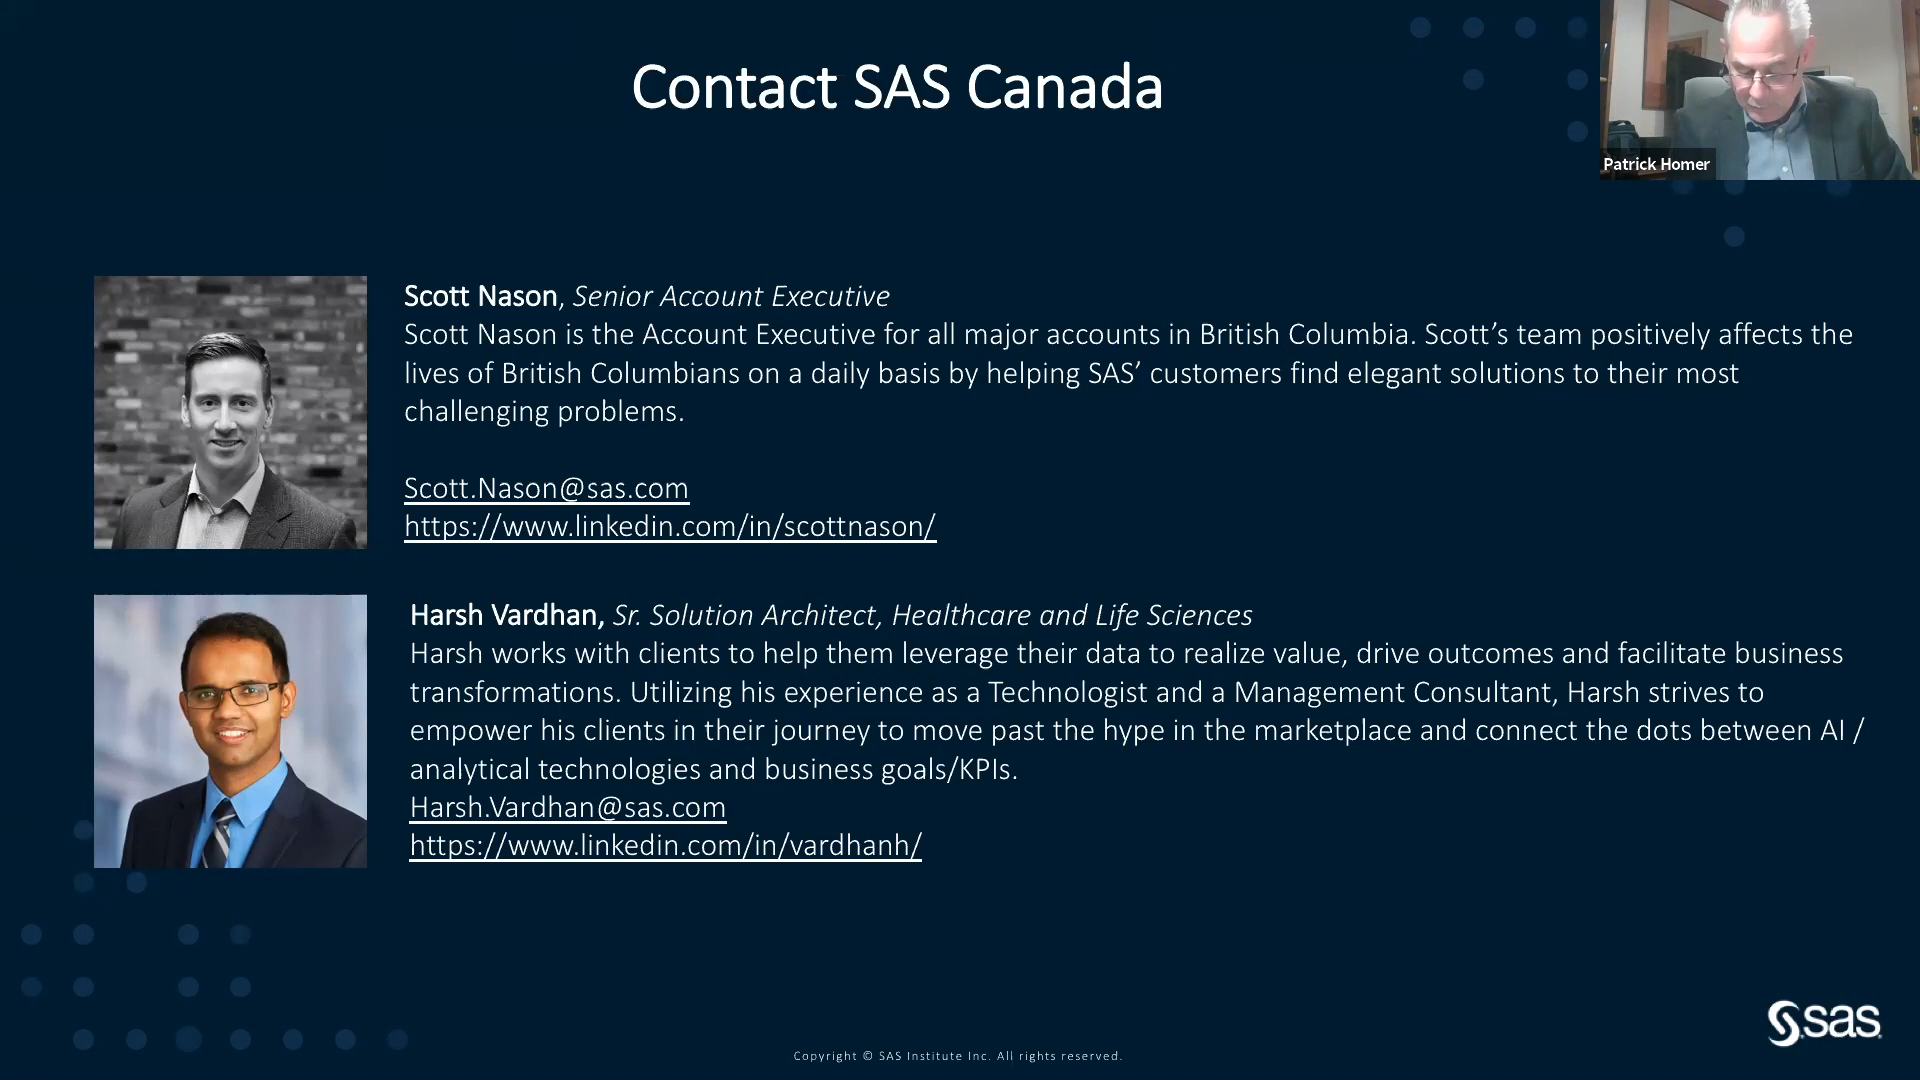 Contact SAS Canada
Patrick Homer
Scott Nason, Senior Account Executive
Scott Nason is the Account Executive for all major accounts in British Columbia. Scott’s team positively affects the
lives of British Columbians on a daily basis by helping SAS’ customers find elegant solutions to their most
challenging problems.
Scott.Nason@sas.com
https://www.linkedin.com/in/scottnason/
Harsh Vardhan, Sr. Solution Architect, Healthcare and Life Sciences
Harsh works with clients to help them leverage their data to realize value, drive outcomes and facilitate business
transformations. Utilizing his experience as a Technologist and a Management Consultant, Harsh strives to
empower his clients in their journey to move past the hype in the marketplace and connect the dots between AI /
analytical technologies and business goals/KPIs.
Harsh.Vardhan@sas.com
https://www.linkedin.com/in/vardhanh/
sas
Copyright © SAS Institute Inc. All rights reserved.